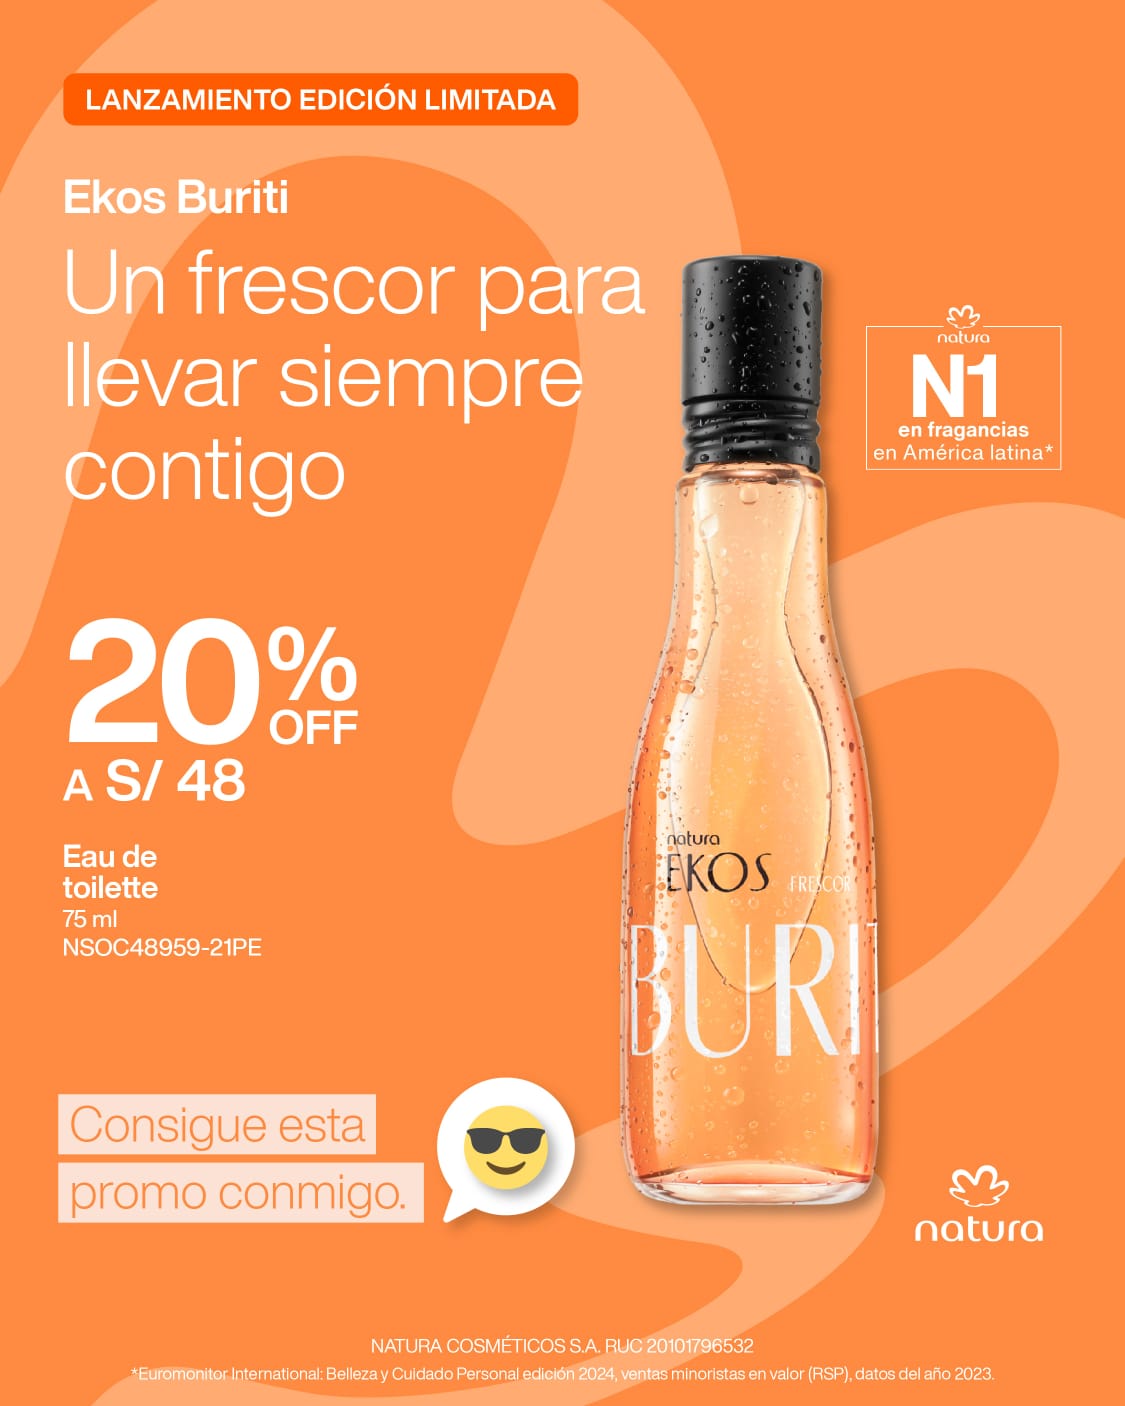 LANZAMIENTO EDICIÓN LIMITADA
Ekos Buriti
Un frescor para
llevar siempre
contigo
natura
N1
en fragancias
en América latina*
20% OFF
A S/ 48
Eau de
toilette
75 ml
NSOC48959-21PE
natura
EKOS FRESCOR
BURIT
Consigue esta
promo conmigo.
natura
NATURA COSMÉTICOS S.A. RUC 20101796532
*Euromonitor International: Belleza y Cuidado Personal edición 2024, ventas minoristas en valor (RSP), datos del año 2023.